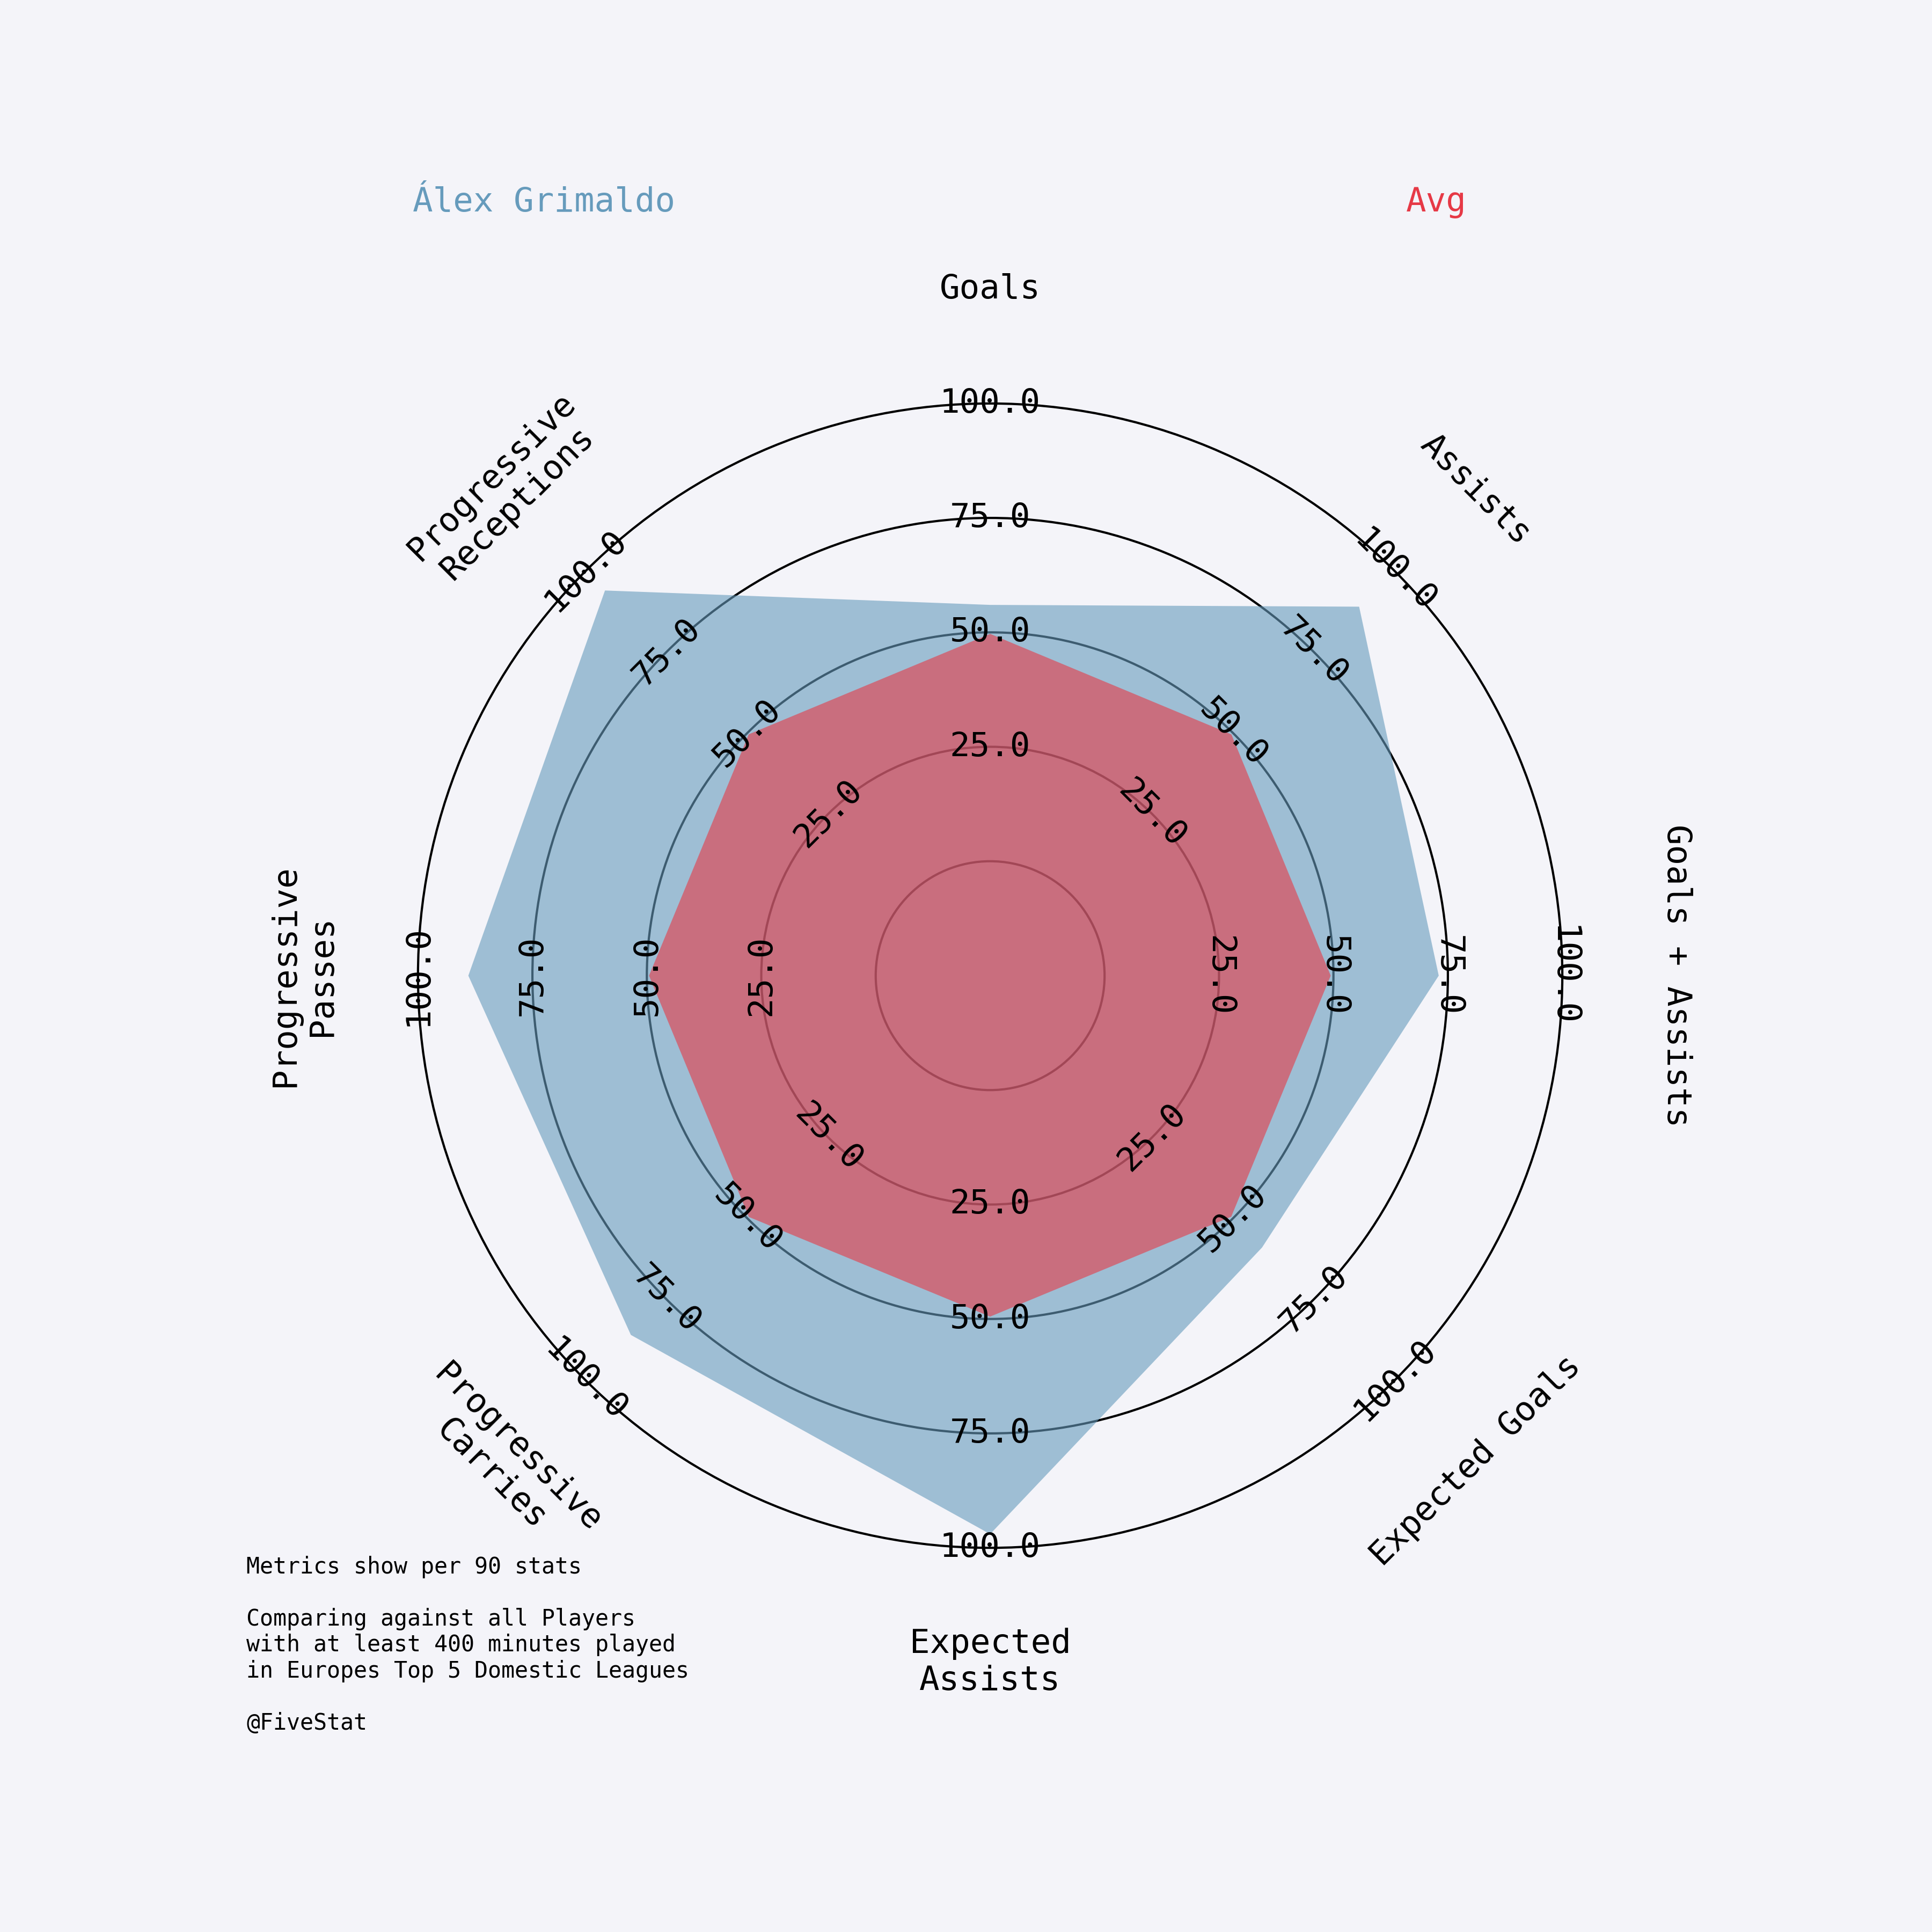 Álex Grimaldo
Avg
Goals
Assists
Goals + Assists
Expected Goals
Expected
Assists
Progressive
Carries
Progressive
Passes
Progressive
Receptions
25.0
50.0
75.0
100.0
25.0
50.0
75.0
100.0
25.0
50.0
75.0
100.0
25.0
50.0
75.0
100.0
25.0
50.0
75.0
100.0
25.0
50.0
75.0
100.0
25.0
50.0
75.0
100.0
25.0
50.0
75.0
100.0
Metrics show per 90 stats
Comparing against all Players
with at least 400 minutes played
in Europes Top 5 Domestic Leagues
@FiveStat